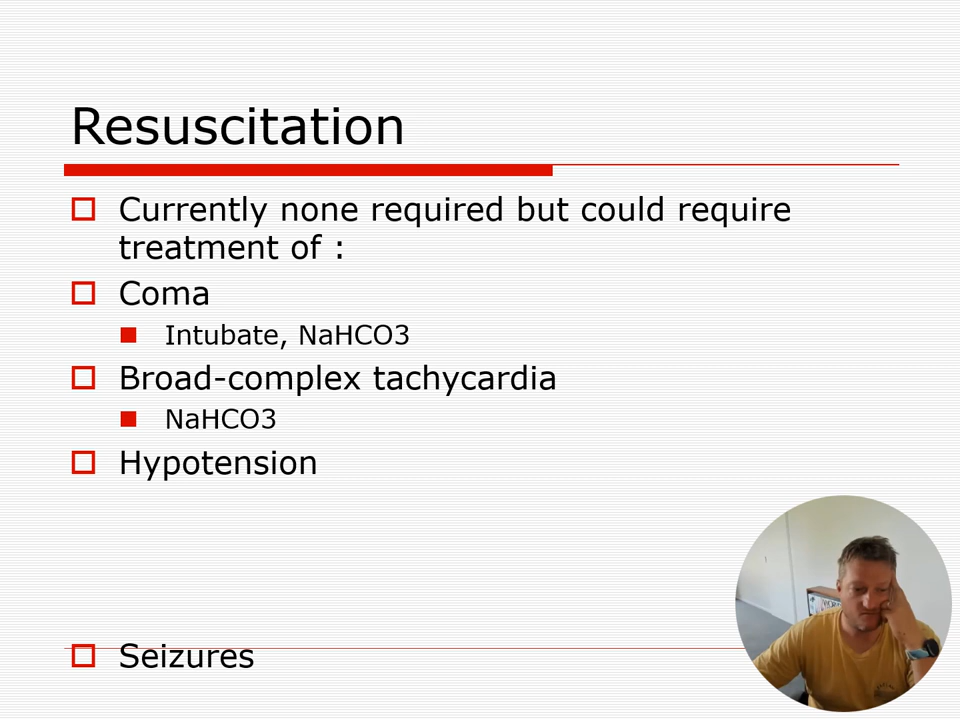 Resuscitation
Currently none required but could require
treatment of :
Coma
Intubate, NaHCO3
Broad-complex tachycardia
NaHCO3
Hypotension
Seizures